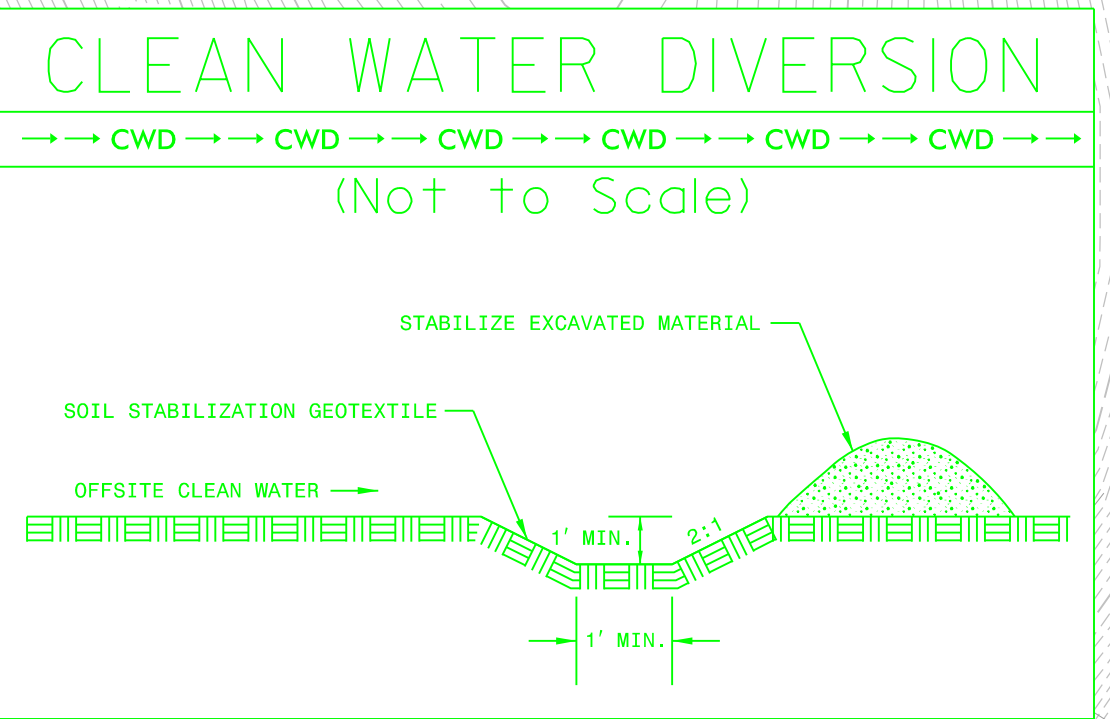 CLEAN WATER DIVERSION
CWD CWD CWD CWD CWD CWD
(Not to Scale)
STABILIZE EXCAVATED MATERIAL
SOIL STABILIZATION GEOTEXTILE
OFFSITE CLEAN WATER
1' MIN.
2:1
1' MIN.